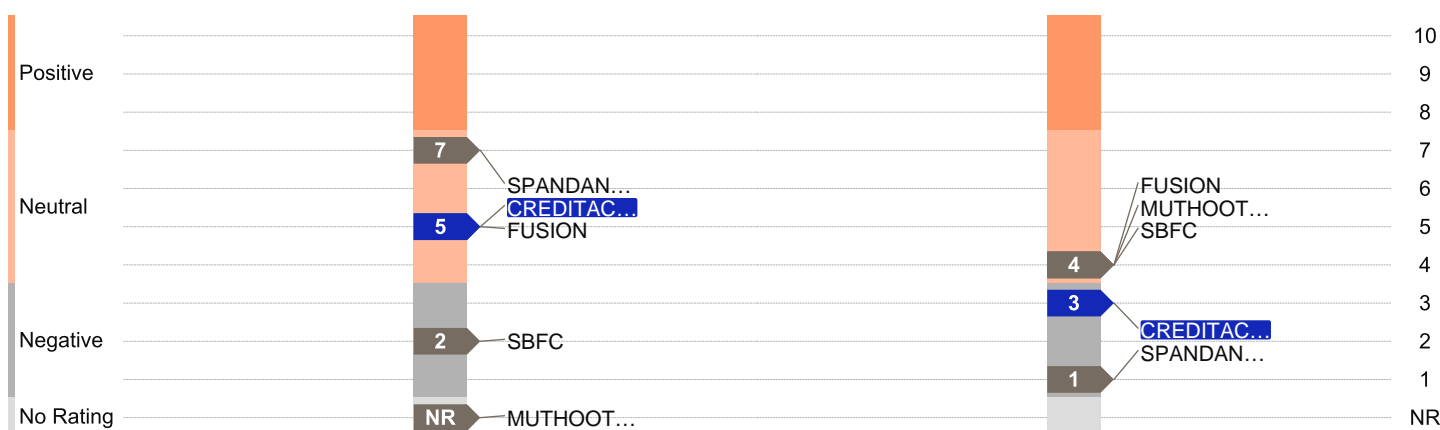 10
Positive
9
8
7
7
SPANDAN…
FUSION
6
CREDITAC…
MUTHOOT…
Neutral
5
FUSION
SBFC
5
4
4
3
3
CREDITAC…
Negative
2
SBFC
2
SPANDAN…
1
1
No Rating
NR
MUTHOOT…
NR